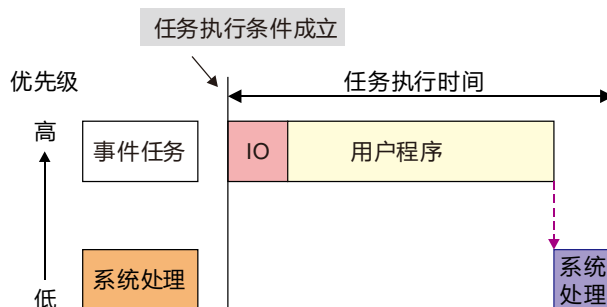 任务执行条件成立
优先级
任务执行时间
高
事件任务
IO
用户程序
低
系统处理
系统
处理